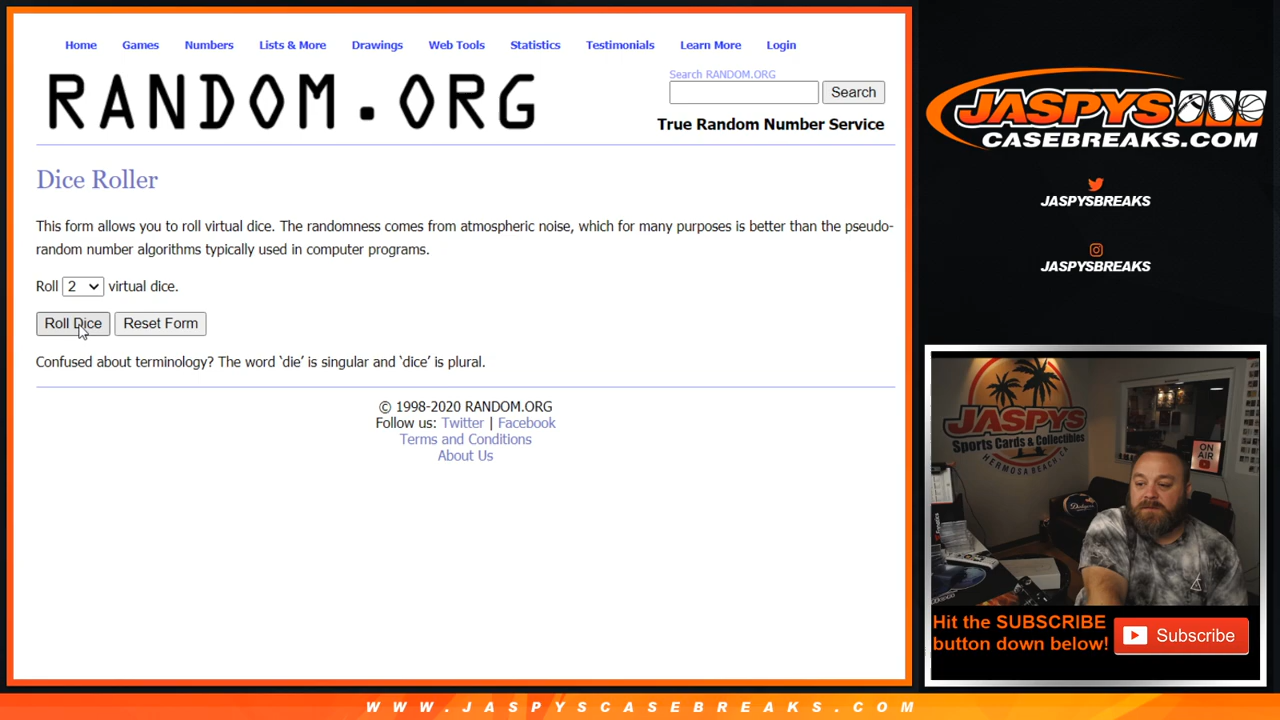 Home Games Numbers Lists & More Drawings Web Tools Statistics Testimonials Learn More Login
RANDOM.ORG
Search RANDOM.ORG
Search
True Random Number Service
Dice Roller
This form allows you to roll virtual dice. The randomness comes from atmospheric noise, which for many purposes is better than the pseudo-
random number algorithms typically used in computer programs.
Roll 2 virtual dice.
Roll Dice Reset Form
Confused about terminology? The word ‘die’ is singular and ‘dice’ is plural.
© 1998-2020 RANDOM.ORG
Follow us: Twitter | Facebook
Terms and Conditions
About Us
JASPYS
CASEBREAKS.COM
JASPYSBREAKS
JASPYSBREAKS
JASPYS
Sports Cards & Collectibles
HERMOSA BEACH, CA
ON
AIR
Dodgers
Hit the SUBSCRIBE
button down below!
Subscribe
WWW.JASPYSCASEBREAKS.COM